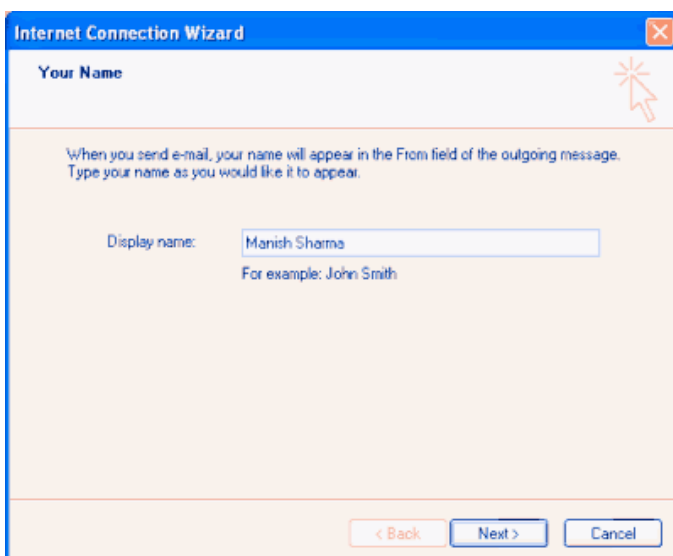 Internet Connection Wizard
Your Name
When you send e-mail, your name will appear in the From field of the outgoing message.
Type your name as you would like it to appear.
Display name: Manish Sharma
For example: John Smith
< Back Next > Cancel